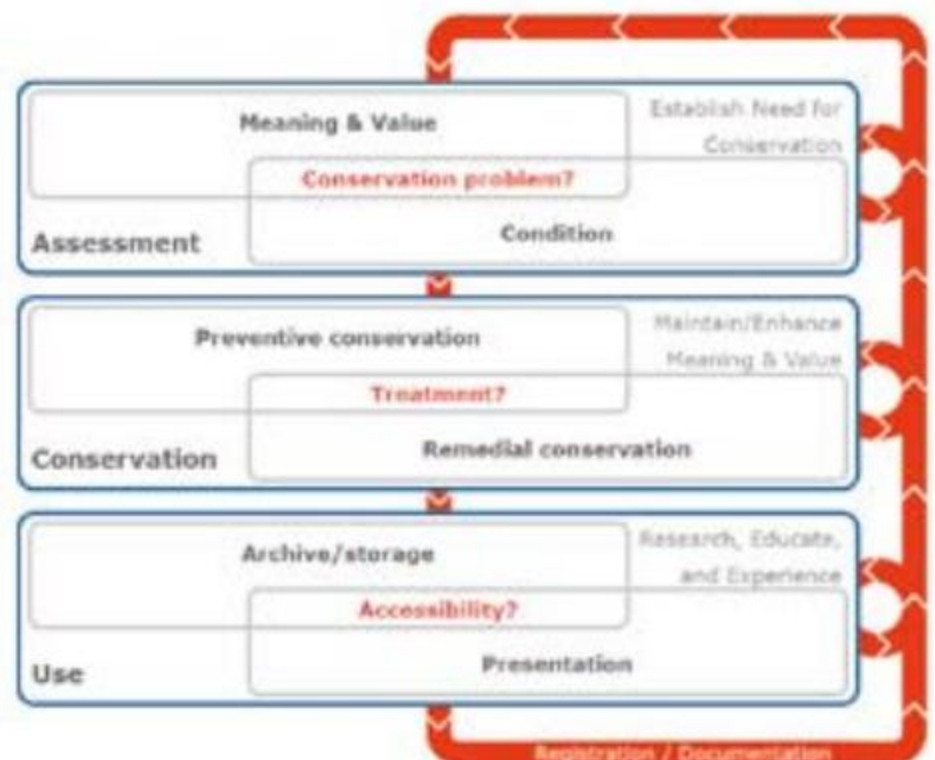 Meaning & Value
Establish Need for
Conservation
Conservation problem?
Condition
Assessment
Preventive conservation
Maintain/Enhance
Meaning & Value
Treatment?
Remedial conservation
Conservation
Archive/storage
Research, Educate,
and Experience
Accessibility?
Presentation
Use
Registration / Documentation